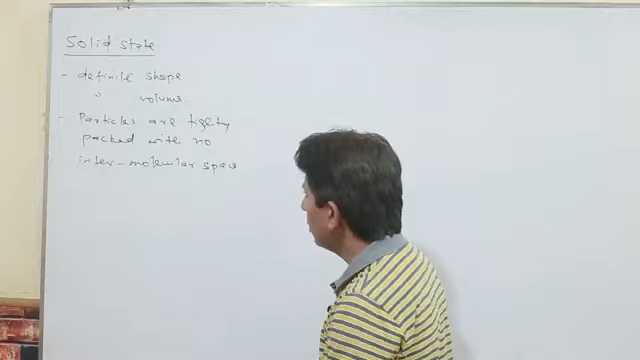 Solid state
- definite shape
" volume.
- Particles are tightly
packed with no
inter-molecular space